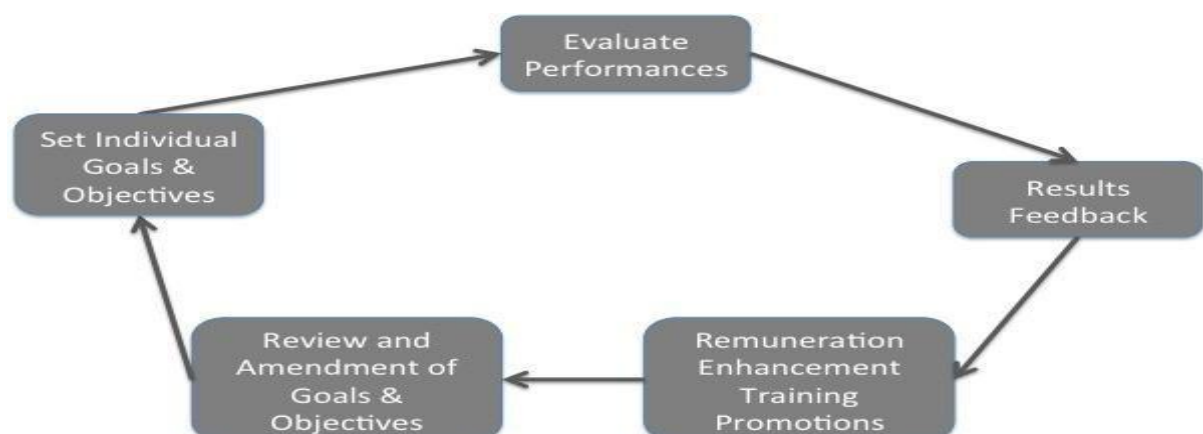 Evaluate
Performances
Set Individual
Goals &
Objectives
Results
Feedback
Review and
Amendment of
Goals &
Objectives
Remuneration
Enhancement
Training
Promotions